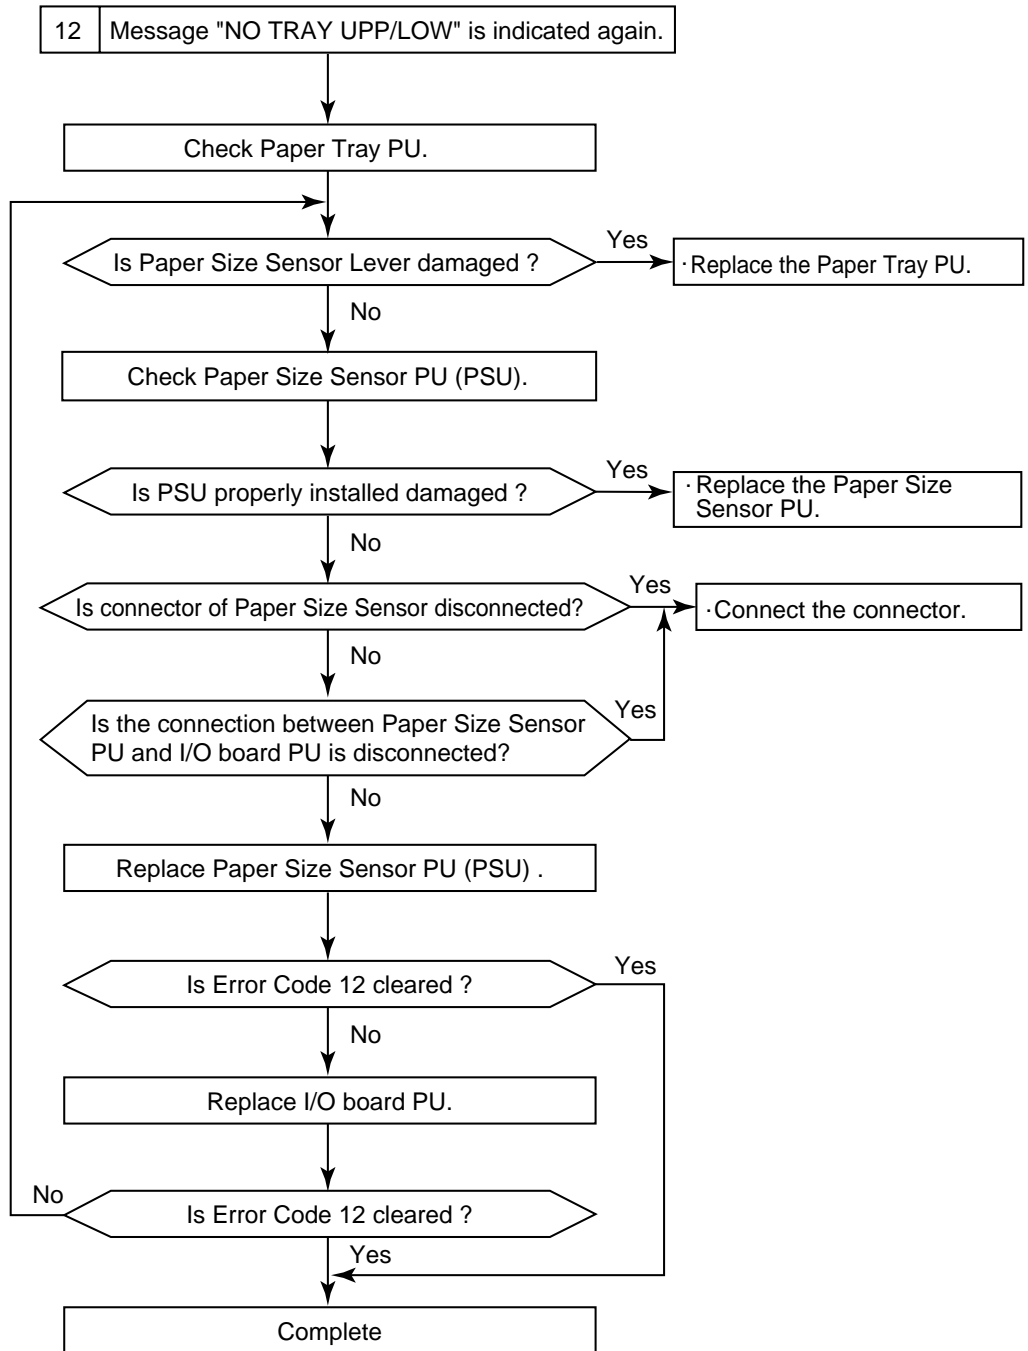 12 Message "NO TRAY UPP/LOW" is indicated again.
Check Paper Tray PU.
Is Paper Size Sensor Lever damaged ?
Yes
·Replace the Paper Tray PU.
No
Check Paper Size Sensor PU (PSU).
Is PSU properly installed damaged ?
Yes
·Replace the Paper Size
Sensor PU.
No
Is connector of Paper Size Sensor disconnected?
Yes
·Connect the connector.
No
Is the connection between Paper Size Sensor
PU and I/O board PU is disconnected?
Yes
No
Replace Paper Size Sensor PU (PSU) .
Is Error Code 12 cleared ?
Yes
No
Replace I/O board PU.
No
Is Error Code 12 cleared ?
Yes
Complete